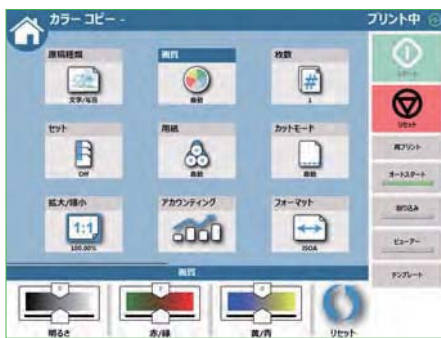 カラー コピー -
プリント中
原稿種類
画質
枚数
#
文字/写真
自動
1
スタート
セット
用紙
カットモード
リセット
Off
自動
自動
再プリント
オートスタート
拡大/縮小
アカウンティング
フォーマット
1:1
100.00%
ISOA
割り込み
ビューアー
テンプレート
画質
0
0
0
明るさ
赤/緑
黄/青
リセット